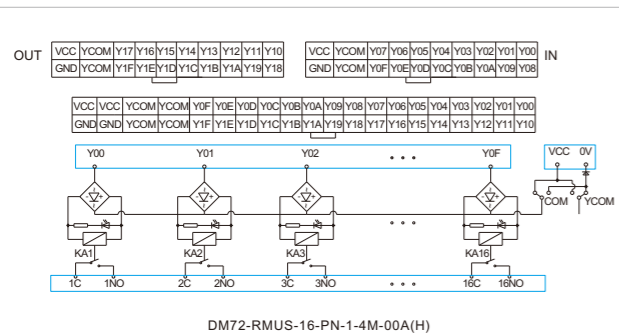 OUT VCC YCOM Y17 Y16 Y15 Y14 Y13 Y12 Y11 Y10 VCC YCOM Y07 Y06 Y05 Y04 Y03 Y02 Y01 Y00 IN
GND YCOM Y1F Y1E Y1D Y1C Y1B Y1A Y19 Y18 GND YCOM Y0F Y0E Y0D Y0C Y0B Y0A Y09 Y08
VCC VCC YCOM YCOM Y0F Y0E Y0D Y0C Y0B Y0A Y09 Y08 Y07 Y06 Y05 Y04 Y03 Y02 Y01 Y00
GND GND YCOM YCOM Y1F Y1E Y1D Y1C Y1B Y1A Y19 Y18 Y17 Y16 Y15 Y14 Y13 Y12 Y11 Y10
Y00 Y01 Y02 • • • Y0F VCC 0V
COM YCOM
KA1 KA2 KA3 KA16
1C 1NO 2C 2NO 3C 3NO • • • 16C 16NO
DM72-RMUS-16-PN-1-4M-00A(H)